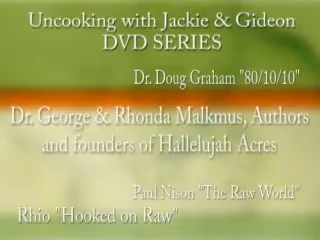 Uncooking with Jackie & Gideon
DVD SERIES
Dr. Doug Graham "80/10/10"
Dr. George & Rhonda Malkmus, Authors
and founders of Hallelujah Acres
Paul Nison "The Raw World"
Rhio "Hooked on Raw"